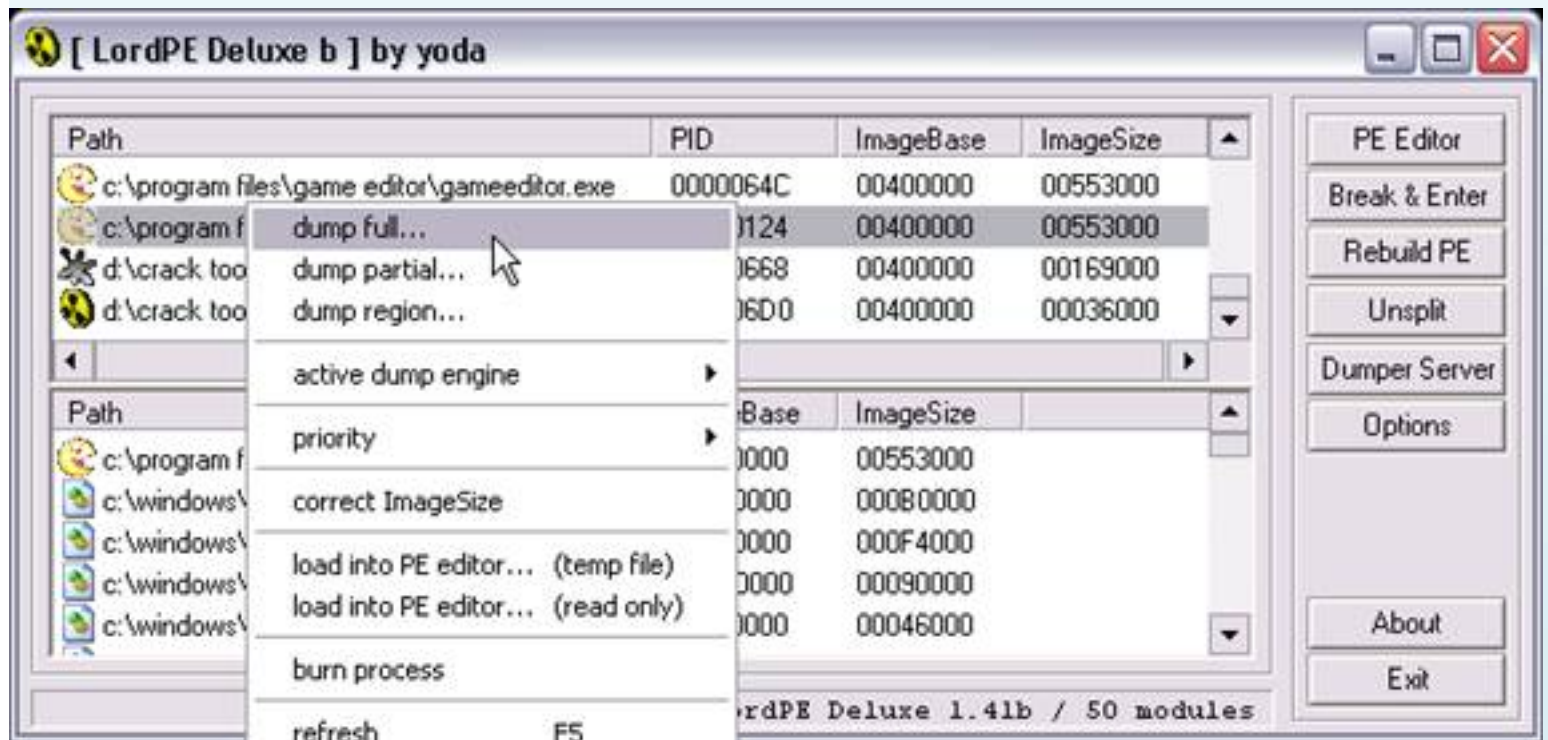 [ LordPE Deluxe b ] by yoda
Path PID ImageBase ImageSize
c:\program files\game editor\gameeditor.exe 0000064C 00400000 00553000
c:\program f 0124 00400000 00553000
d:\crack too 0668 00400000 00169000
d:\crack too 06D0 00400000 00036000
dump full...
dump partial...
dump region...
active dump engine
priority
correct ImageSize
load into PE editor... (temp file)
load into PE editor... (read only)
burn process
refresh F5
Path Base ImageSize
c:\program f 0000 00553000
c:\windows\ 0000 000B0000
c:\windows\ 0000 000F4000
c:\windows\ 0000 00090000
c:\windows\ 0000 00046000
rdPE Deluxe 1.41b / 50 modules
PE Editor
Break & Enter
Rebuild PE
Unsplit
Dumper Server
Options
About
Exit